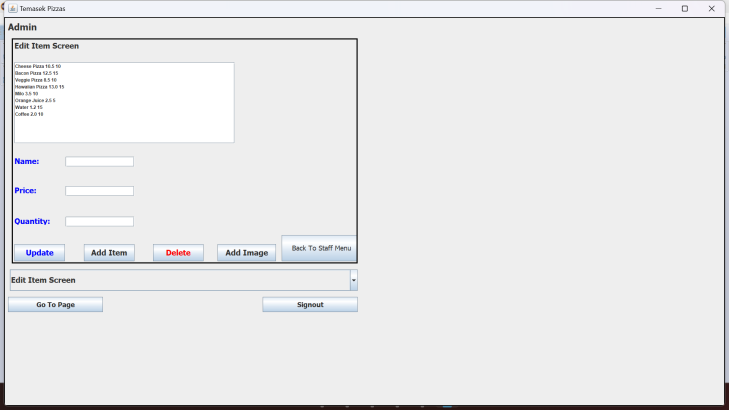 Temasek Pizzas
Admin
Edit Item Screen
Cheese Pizza 10.5 10
Bacon Pizza 12.5 15
Veggie Pizza 8.5 10
Hawaiian Pizza 13.0 15
Milo 3.5 10
Orange Juice 2.5 5
Water 1.2 15
Coffee 2.0 10
Name:
Price:
Quantity:
Update
Add Item
Delete
Add Image
Back To Staff Menu
Edit Item Screen
Go To Page
Signout